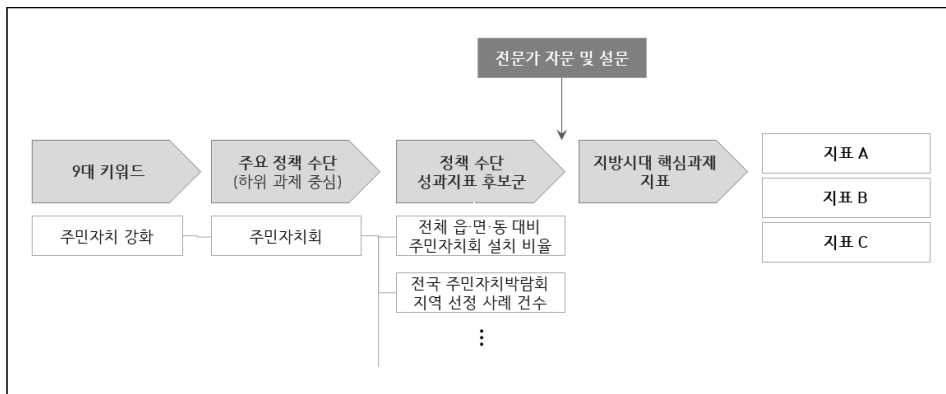 전문가 자문 및 설문
9대 키워드
주요 정책 수단
(하위 과제 중심)
정책 수단
성과지표 후보군
지방시대 핵심과제
지표
지표 A
지표 B
지표 C
주민자치 강화
주민자치회
전체 읍·면·동 대비
주민자치회 설치 비율
전국 주민자치박람회
지역 선정 사례 건수
⋮